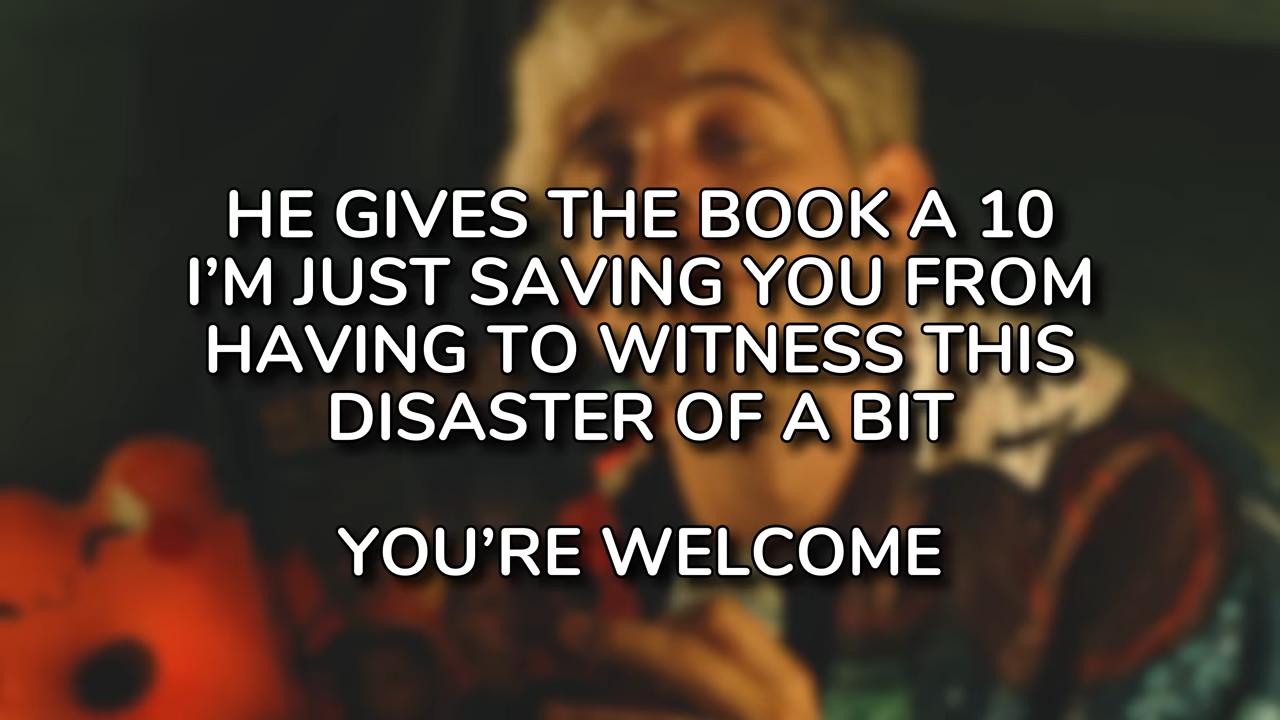 HE GIVES THE BOOK A 10
I’M JUST SAVING YOU FROM
HAVING TO WITNESS THIS
DISASTER OF A BIT
YOU’RE WELCOME